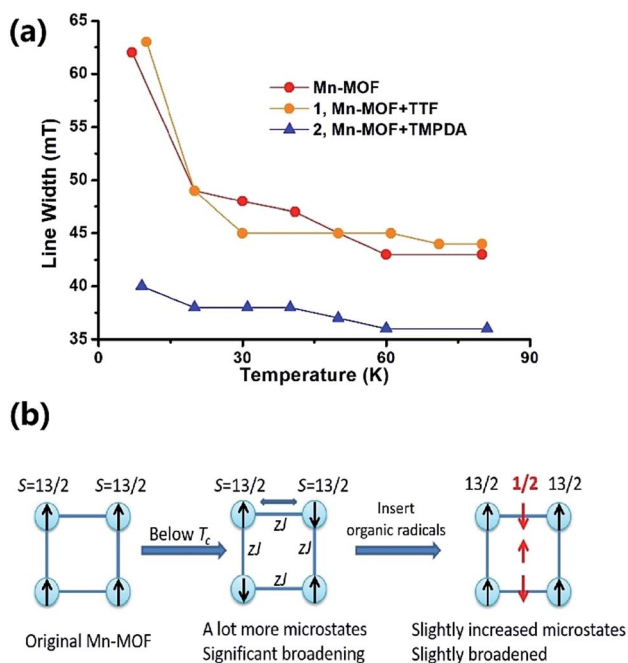 (a)
65
60
55
50
45
40
35
Line Width (mT)
Mn-MOF
1, Mn-MOF+TTF
2, Mn-MOF+TMPDA
0 30 60 90
Temperature (K)
(b)
S=13/2 S=13/2 S=13/2 S=13/2 13/2 1/2 13/2
Below Tc
zJ
zJ zJ
zJ
Insert
organic radicals
Original Mn-MOF
A lot more microstates
Significant broadening
Slightly increased microstates
Slightly broadened